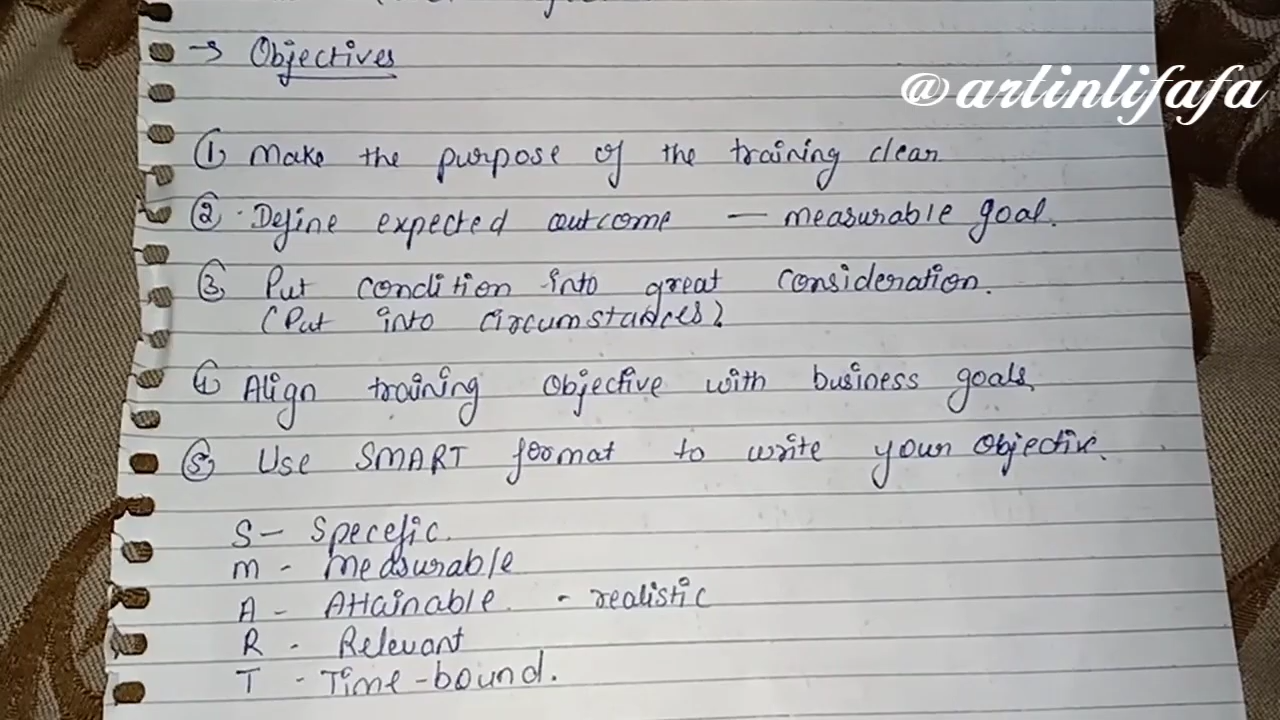 → Objectives
@artinlifafa
① Make the purpose of the training clear
② Define expected outcome — measurable goal.
③ Put condition into great consideration.
(Put into circumstances)
④ Align training objective with business goals.
⑤ Use SMART format to write your objective.
S - Specefic.
M - Measurable
A - Attainable. - realistic
R - Relevant
T - Time-bound.